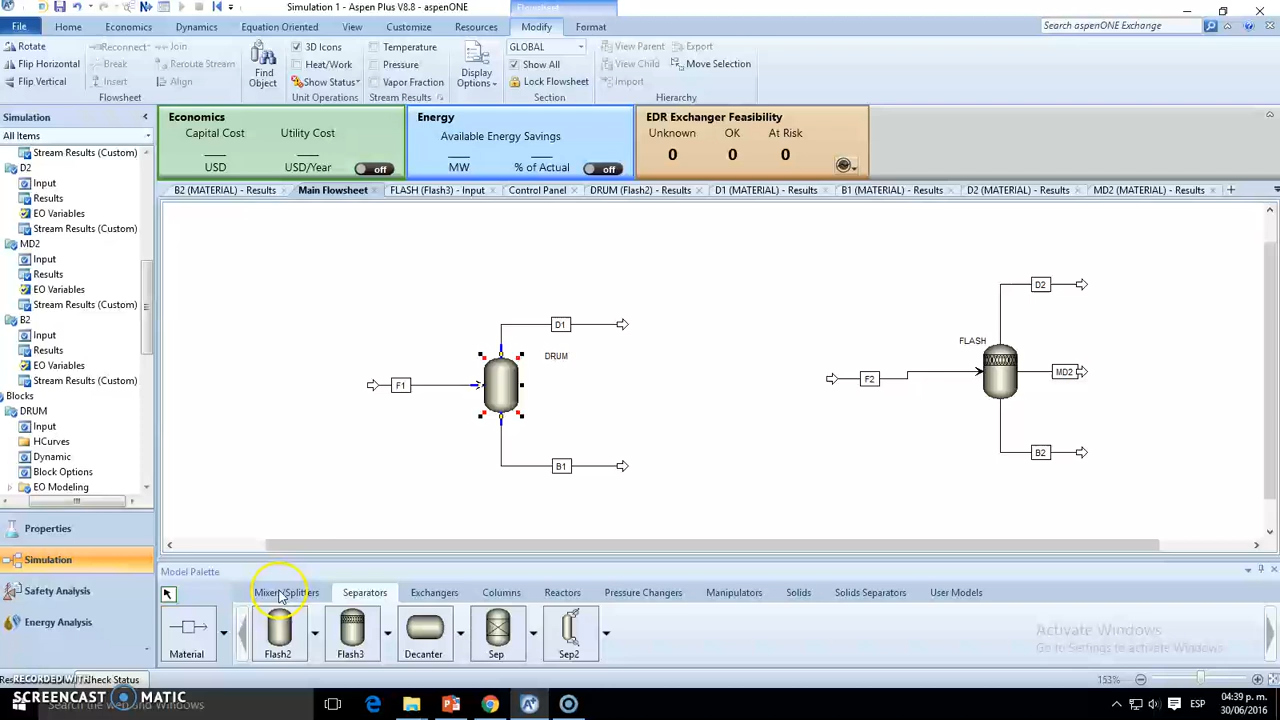 Simulation 1 - Aspen Plus V8.8 - aspenONE
Flowsheet
File Home Economics Dynamics Equation Oriented View Customize Resources Modify Format
Search aspenONE Exchange
Rotate Reconnect Join 3D Icons Temperature GLOBAL View Parent Export
Flip Horizontal Break Reroute Stream Heat/Work Pressure Show All View Child Move Selection
Flip Vertical Insert Align Find Object Show Status Vapor Fraction Display Options Lock Flowsheet Import
Flowsheet Unit Operations Stream Results Section Hierarchy
Simulation
All Items
Economics
Capital Cost Utility Cost
USD USD/Year off
Energy
Available Energy Savings
MW % of Actual off
EDR Exchanger Feasibility
Unknown OK At Risk
0 0 0
B2 (MATERIAL) - Results Main Flowsheet FLASH (Flash3) - Input Control Panel DRUM (Flash2) - Results D1 (MATERIAL) - Results B1 (MATERIAL) - Results D2 (MATERIAL) - Results MD2 (MATERIAL) - Results
Stream Results (Custom)
D2
Input
Results
EO Variables
Stream Results (Custom)
MD2
Input
Results
EO Variables
Stream Results (Custom)
B2
Input
Results
EO Variables
Stream Results (Custom)
Blocks
DRUM
Input
HCurves
Dynamic
Block Options
EO Modeling
Properties
Simulation
Safety Analysis
Energy Analysis
D1
DRUM
F1
B1
D2
FLASH
F2
MD2
B2
Model Palette
Mixers/Splitters Separators Exchangers Columns Reactors Pressure Changers Manipulators Solids Solids Separators User Models
Material Flash2 Flash3 Decanter Sep Sep2
Activate Windows
Go to Settings to activate Windows.
Check Status
153%
RECORDED WITH
SCREENCAST MATIC
Search the web and Windows
ESP
04:39 p. m.
30/06/2016